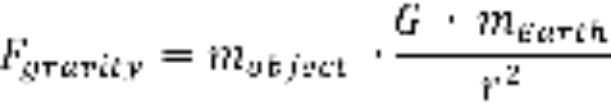 F_gravity = m_object · (G · m_Earth) / r²